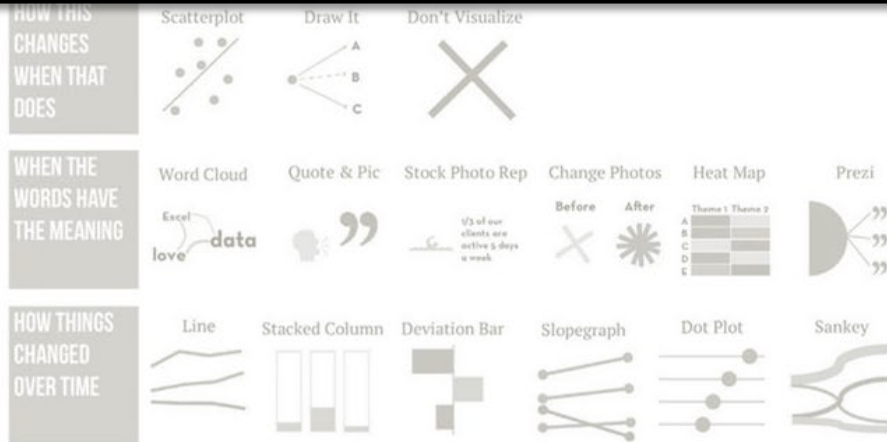 HOW THIS
CHANGES
WHEN THAT
DOES
Scatterplot
Draw It
Don't Visualize
A
B
C
WHEN THE
WORDS HAVE
THE MEANING
Word Cloud
Quote & Pic
Stock Photo Rep
Change Photos
Heat Map
Prezi
Excel
love
data
1/3 of our
clients are
active 5 days
a week
Before
After
Theme 1 Theme 2
A
B
C
D
E
HOW THINGS
CHANGED
OVER TIME
Line
Stacked Column
Deviation Bar
Slopegraph
Dot Plot
Sankey